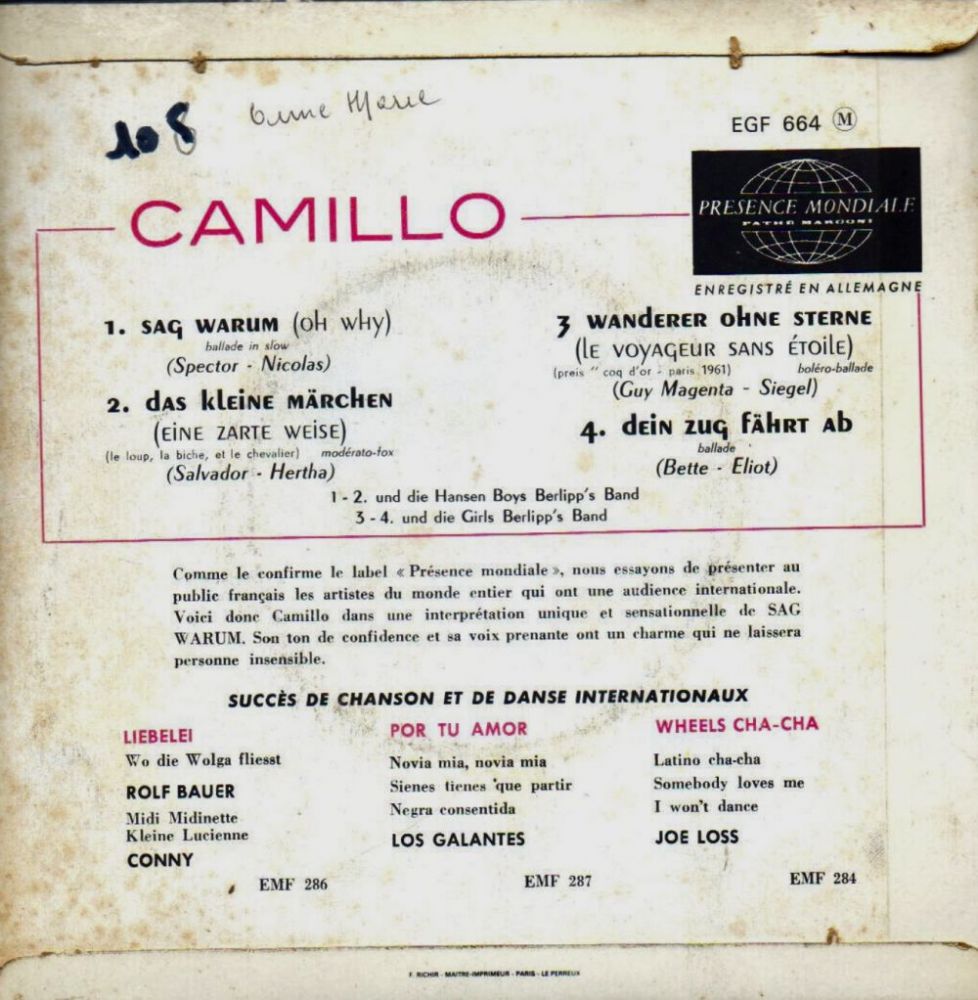 108 Anne Marie
EGF 664 M
CAMILLO
PRESENCE MONDIALE
PATHE MARCONI
ENREGISTRÉ EN ALLEMAGNE
1. SAG WARUM (OH WHY)
ballade in slow
(Spector - Nicolas)
2. DAS KLEINE MÄRCHEN
(EINE ZARTE WEISE)
(le loup, la biche, et le chevalier) modérato-fox
(Salvador - Hertha)
3 WANDERER OHNE STERNE
(LE VOYAGEUR SANS ÉTOILE)
(preis " coq d'or - paris 1961) boléro-ballade
(Guy Magenta - Siegel)
4. DEIN ZUG FÄHRT AB
ballade
(Bette - Eliot)
1 - 2. und die Hansen Boys Berlipp's Band
3 - 4. und die Girls Berlipp's Band
Comme le confirme le label « Présence mondiale », nous essayons de présenter au
public français les artistes du monde entier qui ont une audience internationale.
Voici donc Camillo dans une interprétation unique et sensationnelle de SAG
WARUM. Son ton de confidence et sa voix prenante ont un charme qui ne laissera
personne insensible.
SUCCÈS DE CHANSON ET DE DANSE INTERNATIONAUX
LIEBELEI
Wo die Wolga fliesst
ROLF BAUER
Midi Midinette
Kleine Lucienne
CONNY
EMF 286
POR TU AMOR
Novia mia, novia mia
Sienes tienes que partir
Negra consentida
LOS GALANTES
EMF 287
WHEELS CHA-CHA
Latino cha-cha
Somebody loves me
I won't dance
JOE LOSS
EMF 284
F. RICHIR - MAITRE-IMPRIMEUR - PARIS - LE PERREUX